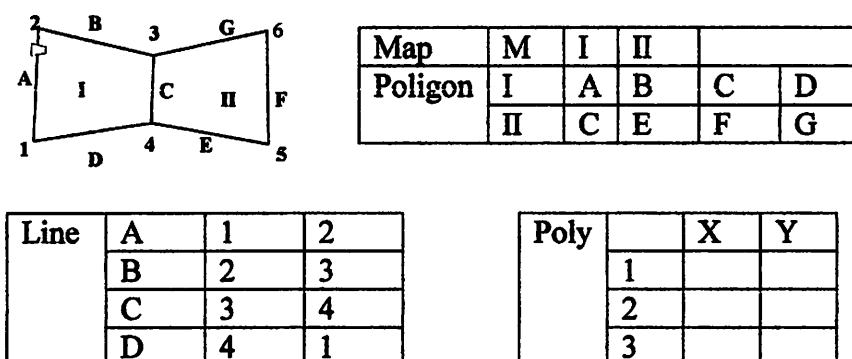 2 B 3 G 6
A I C II F
1 D 4 E 5
Map M I II
Poligon I A B C D
II C E F G
Line A 1 2
B 2 3
C 3 4
D 4 1
Poly X Y
1
2
3